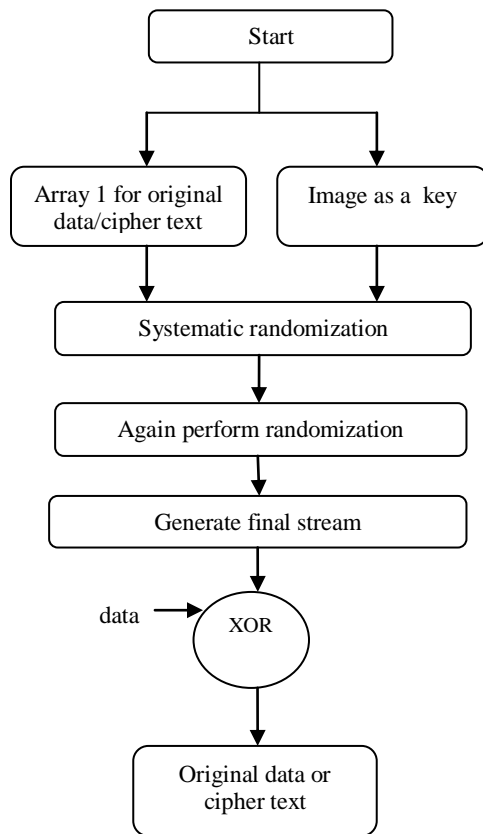 Start
Array 1 for original
data/cipher text
Image as a key
Systematic randomization
Again perform randomization
Generate final stream
data
XOR
Original data or
cipher text